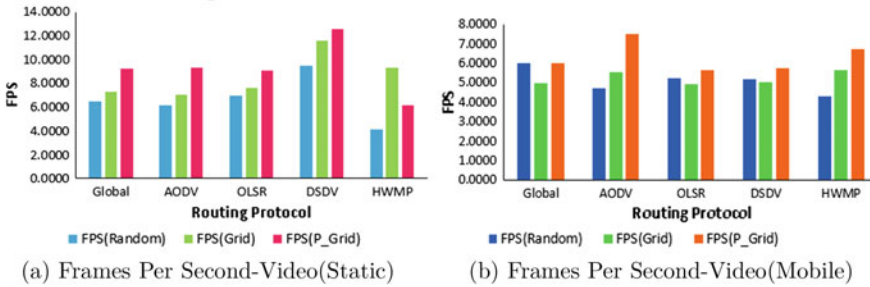 14.0000
12.0000
10.0000
8.0000
6.0000
4.0000
2.0000
0.0000
FPS
Global AODV OLSR DSDV HWMP
Routing Protocol
FPS(Random) FPS(Grid) FPS(P_Grid)
(a) Frames Per Second-Video(Static)
8.0000
7.0000
6.0000
5.0000
4.0000
3.0000
2.0000
1.0000
0.0000
FPS
Global AODV OLSR DSDV HWMP
Routing Protocol
FPS(Random) FPS(Grid) FPS(P_Grid)
(b) Frames Per Second-Video(Mobile)